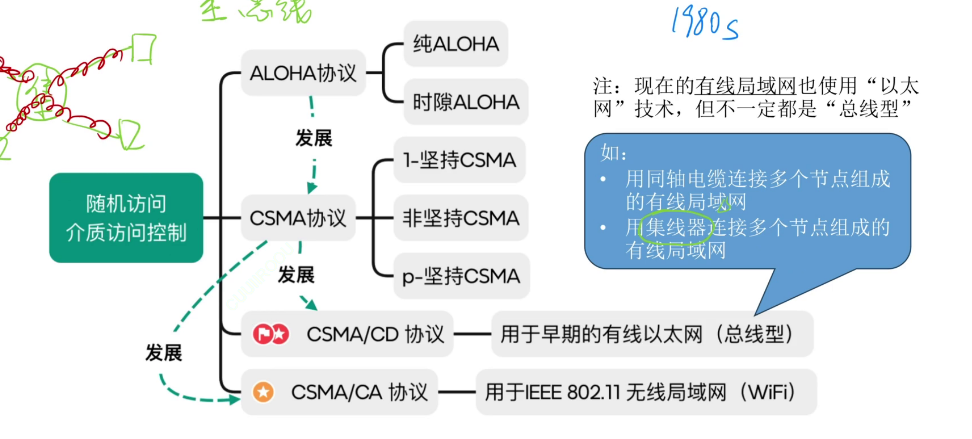 1980s
纯ALOHA
ALOHA协议
时隙ALOHA
发展
1-坚持CSMA
随机访问
介质访问控制
CSMA协议
非坚持CSMA
发展
p-坚持CSMA
CSMA/CD 协议
用于早期的有线以太网（总线型）
发展
CSMA/CA 协议
用于IEEE 802.11 无线局域网（WiFi）
注：现在的有线局域网也使用“以太
网”技术，但不一定都是“总线型”
如：
• 用同轴电缆连接多个节点组成
的有线局域网
• 用集线器连接多个节点组成的
有线局域网